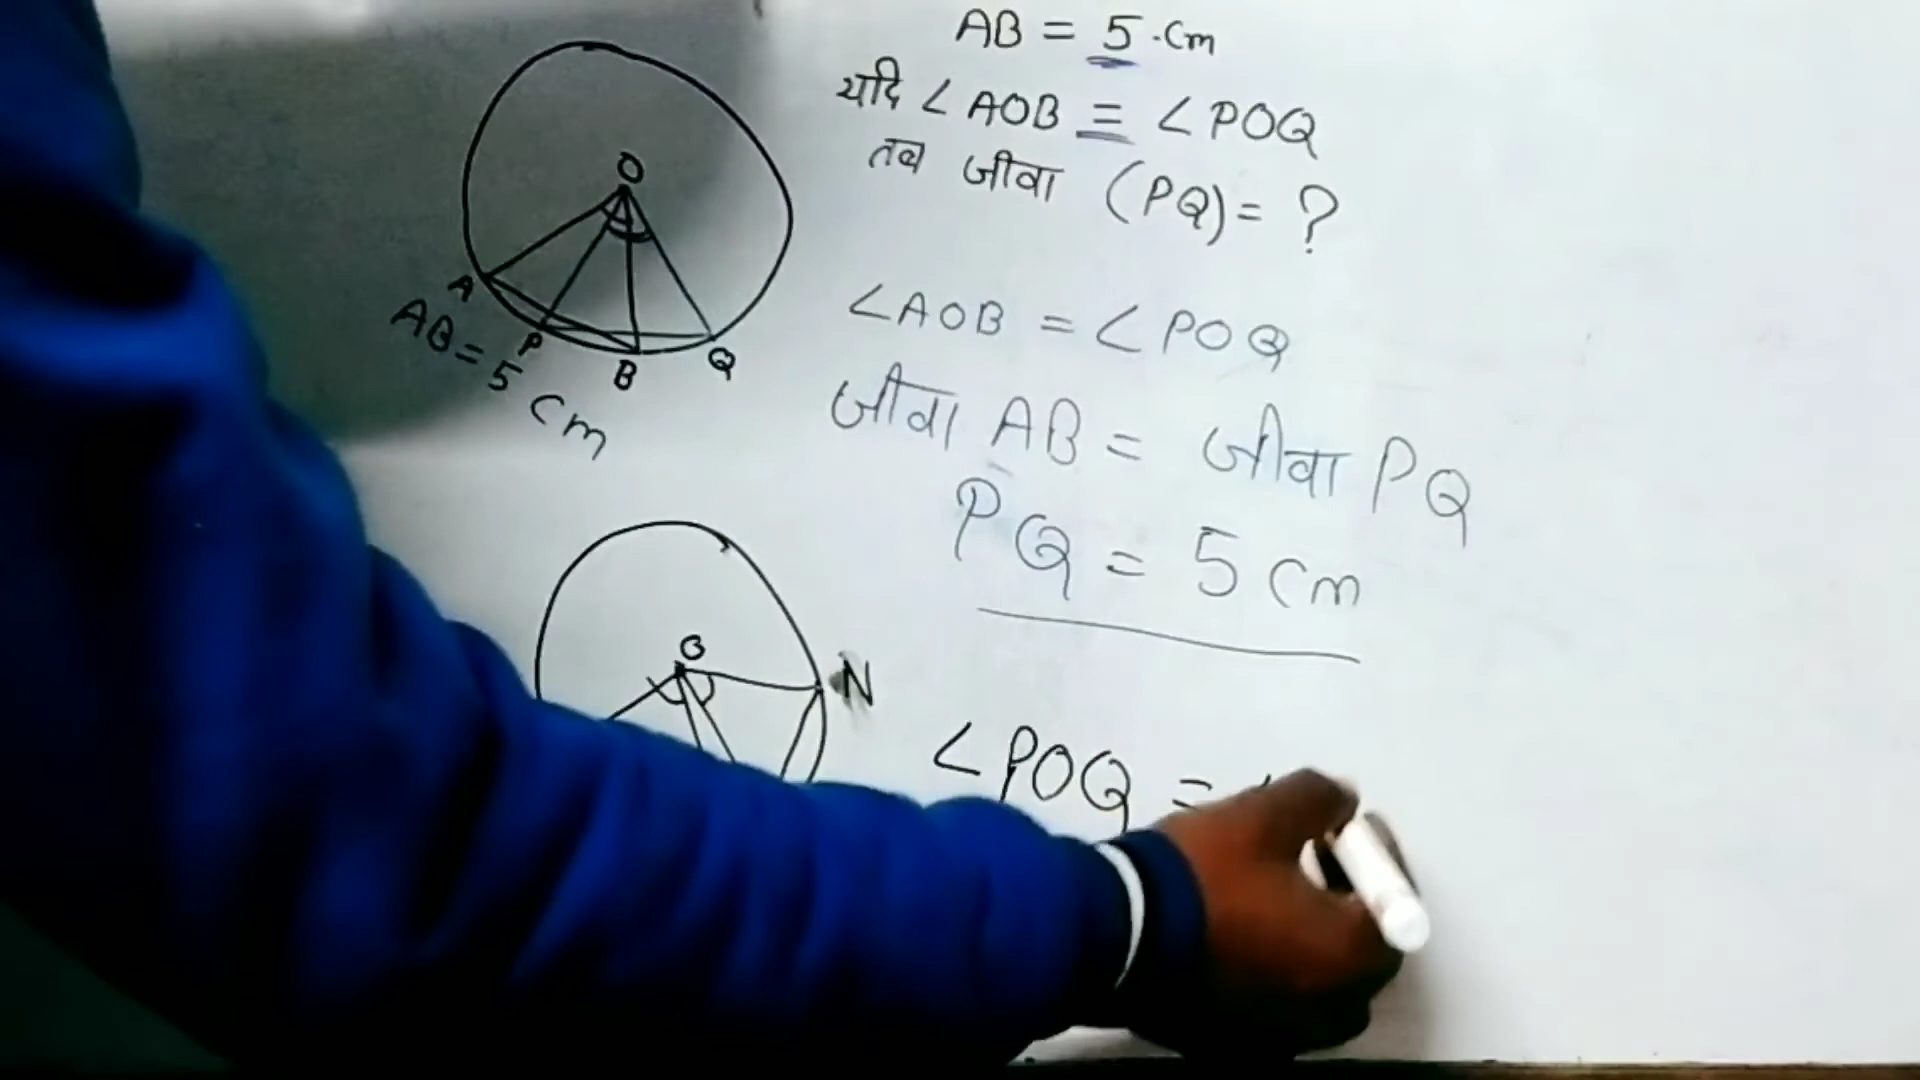 AB = 5 cm
यदि ∠AOB = ∠POQ
तब जीवा (PQ) = ?
O
A
P
B
Q
AB = 5 cm
∠AOB = ∠POQ
जीवा AB = जीवा PQ
PQ = 5 cm
O
N
∠POQ =